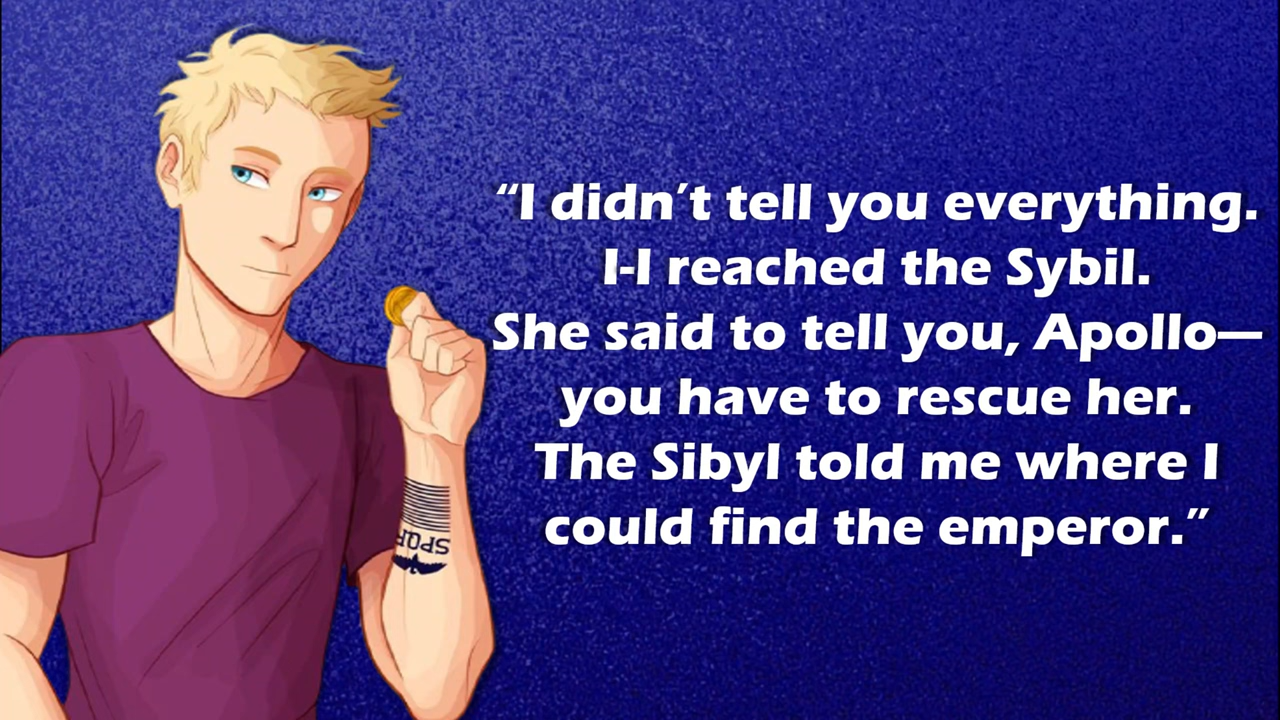 “I didn’t tell you everything.
I-I reached the Sybil.
She said to tell you, Apollo—
you have to rescue her.
The Sibyl told me where I
could find the emperor.”
SPQR